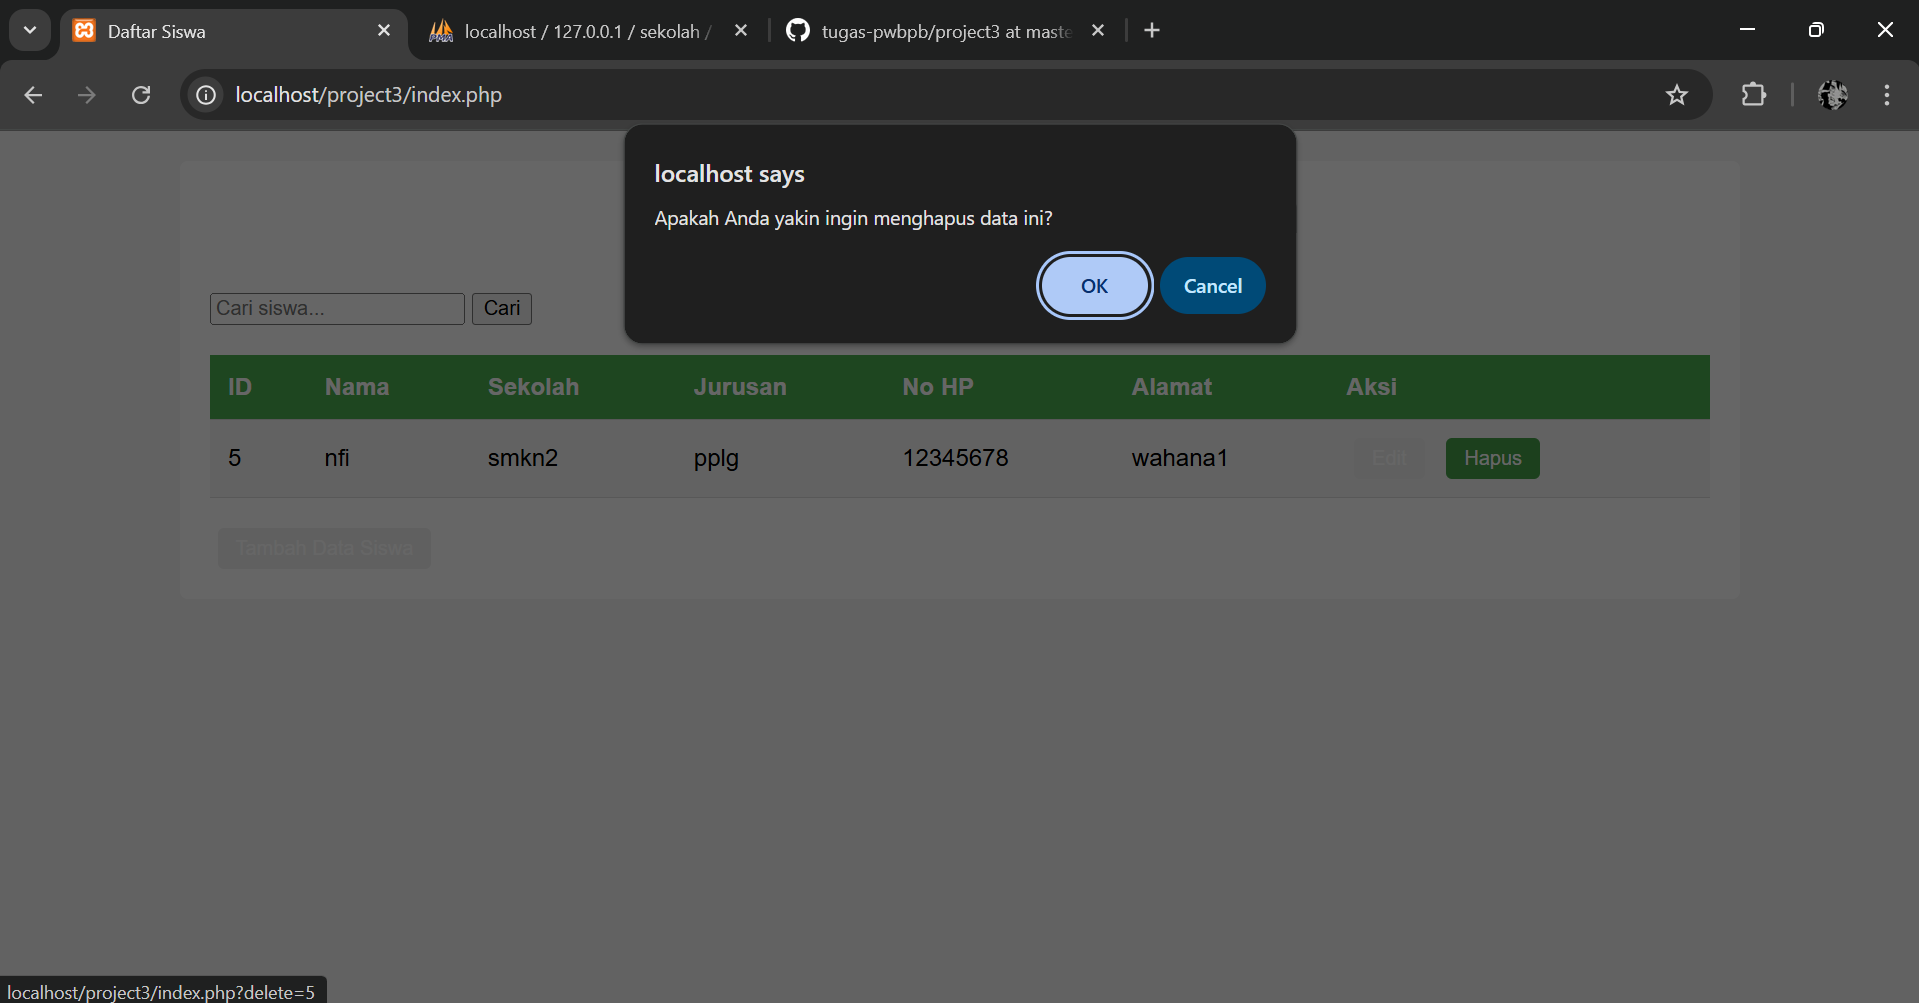 Daftar Siswa
localhost / 127.0.0.1 / sekolah /
tugas-pwbpb/project3 at maste
localhost/project3/index.php
localhost says
Apakah Anda yakin ingin menghapus data ini?
OK
Cancel
Cari siswa...
Cari
ID Nama Sekolah Jurusan No HP Alamat Aksi
5 nfi smkn2 pplg 12345678 wahana1 Edit Hapus
Tambah Data Siswa
localhost/project3/index.php?delete=5